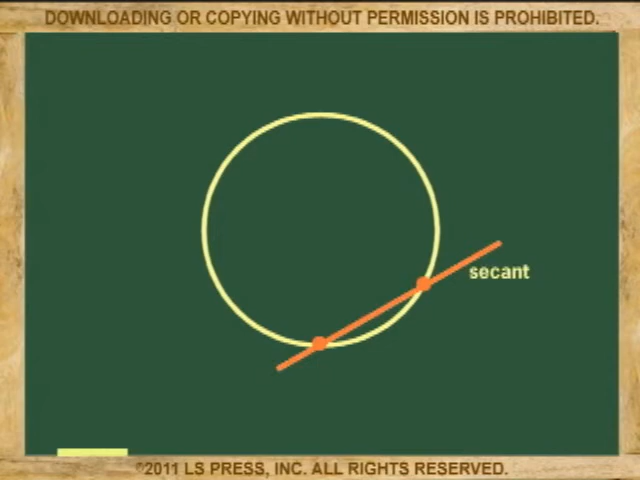 DOWNLOADING OR COPYING WITHOUT PERMISSION IS PROHIBITED.
secant
©2011 LS PRESS, INC. ALL RIGHTS RESERVED.